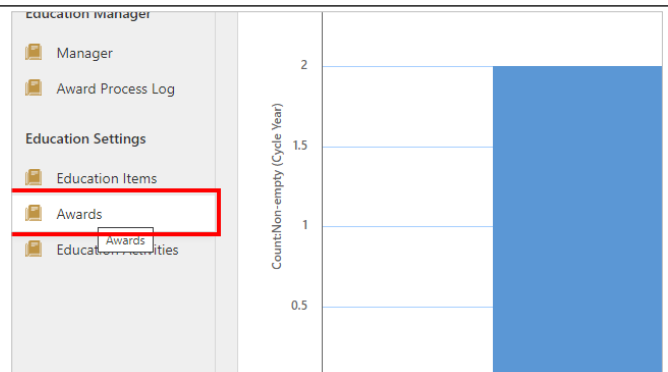 Education Manager
Manager
Award Process Log
Education Settings
Education Items
Awards
Awards
Education Activities
Count:Non-empty (Cycle Year)
2
1.5
1
0.5